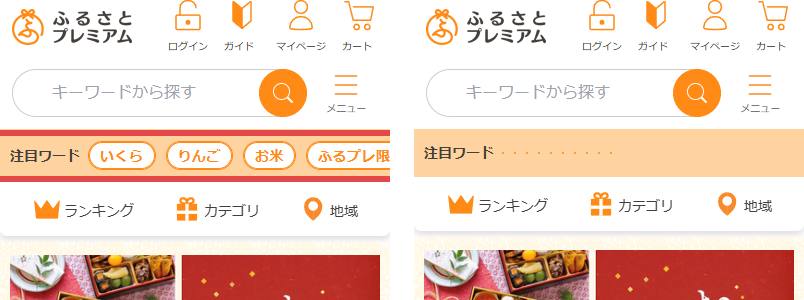 ふるさと
プレミアム
ログイン ガイド マイページ カート
キーワードから探す
メニュー
注目ワード いくら りんご お米 ふるプレ限
ランキング カテゴリ 地域
ふるさと
プレミアム
ログイン ガイド マイページ カート
キーワードから探す
メニュー
注目ワード ・・・・・・・・・・
ランキング カテゴリ 地域